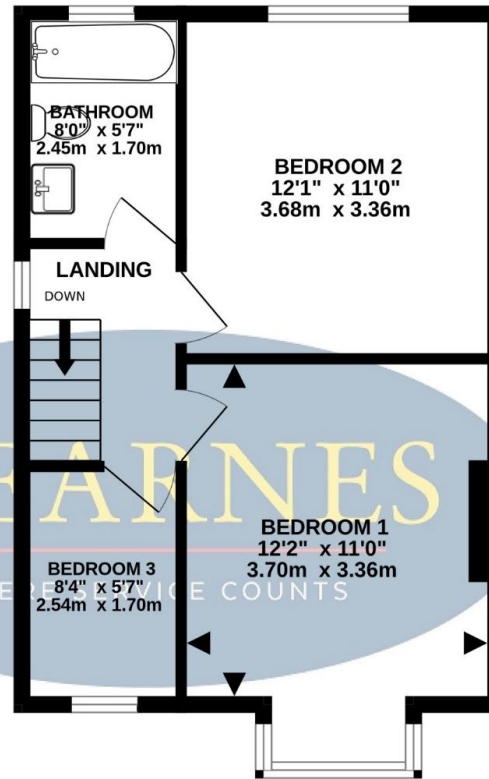 BATHROOM
8'0" x 5'7"
2.45m x 1.70m
BEDROOM 2
12'1" x 11'0"
3.68m x 3.36m
LANDING
DOWN
EARNES
BEDROOM 1
12'2" x 11'0"
3.70m x 3.36m
BEDROOM 3
8'4" x 5'7"
2.54m x 1.70m
ERE SERVICE COUNTS